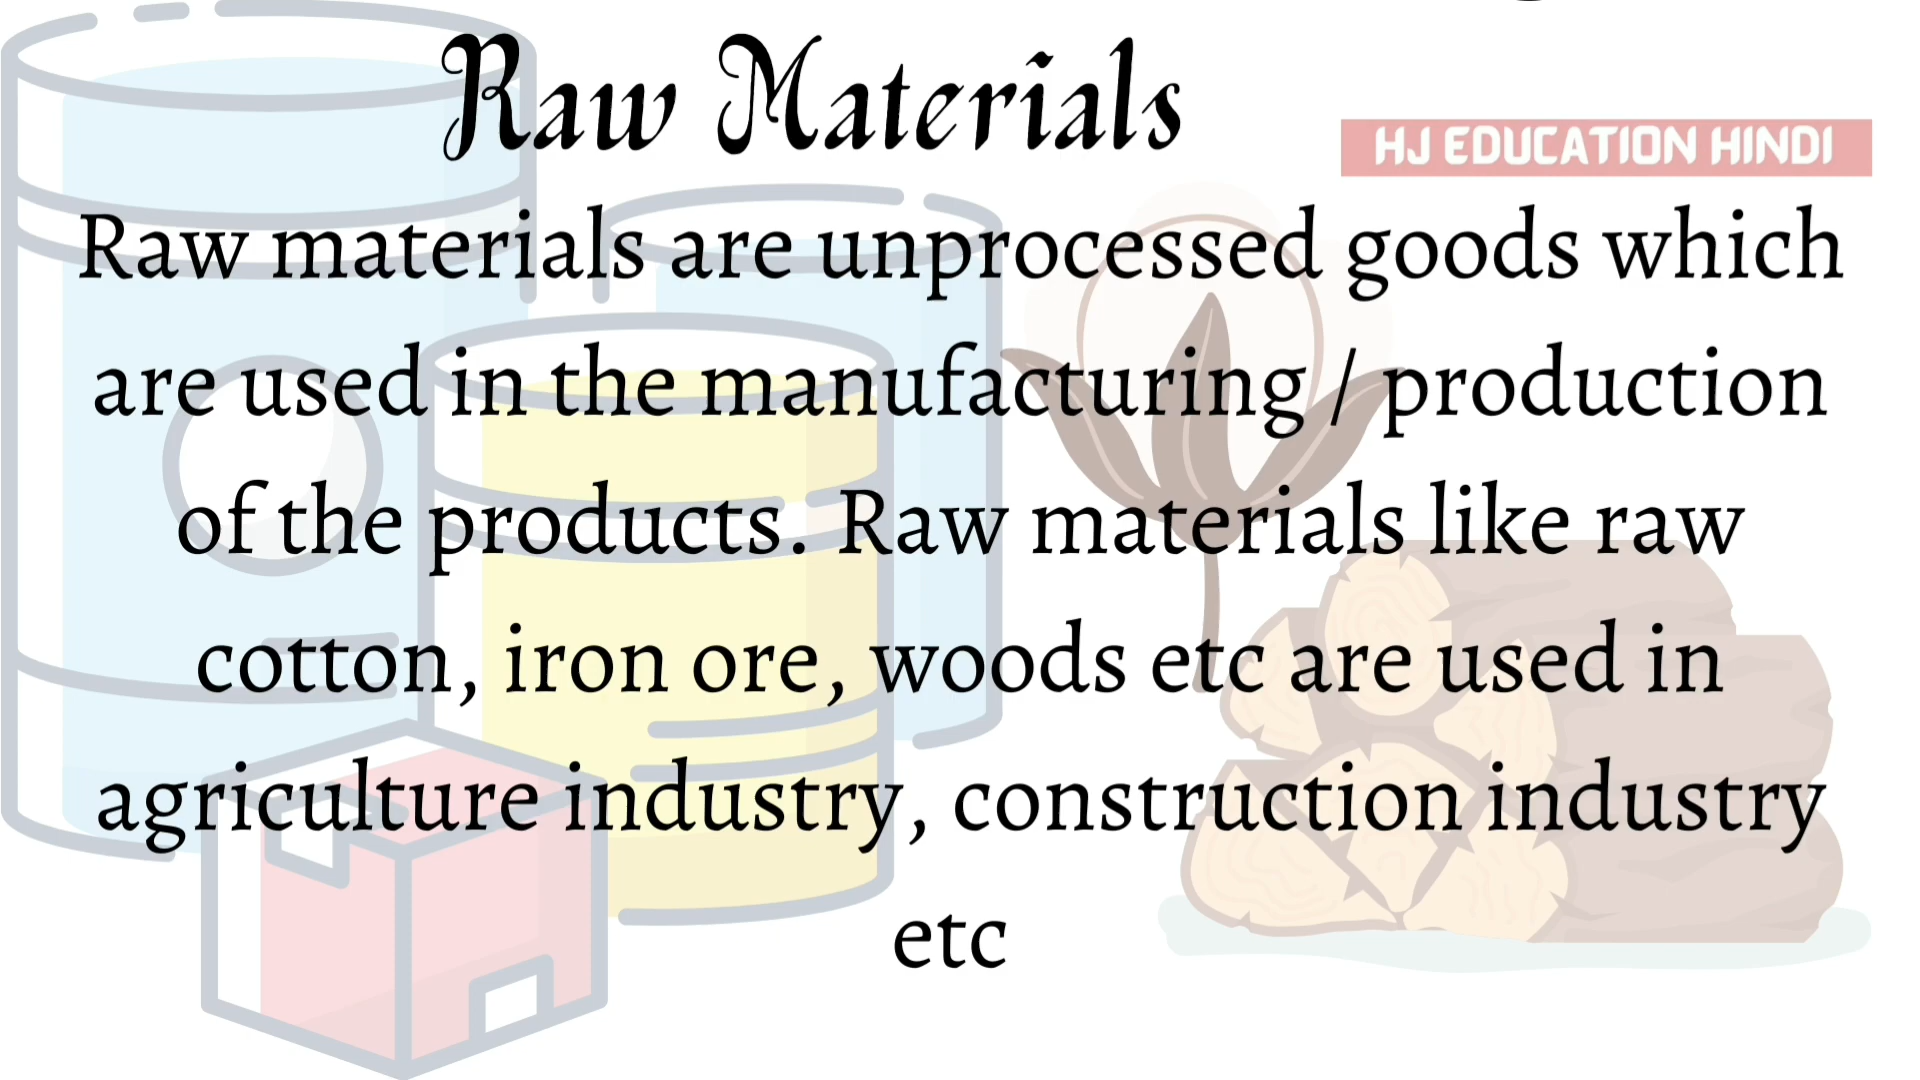 Raw Materials
HJ EDUCATION HINDI
Raw materials are unprocessed goods which
are used in the manufacturing / production
of the products. Raw materials like raw
cotton, iron ore, woods etc are used in
agriculture industry, construction industry
etc